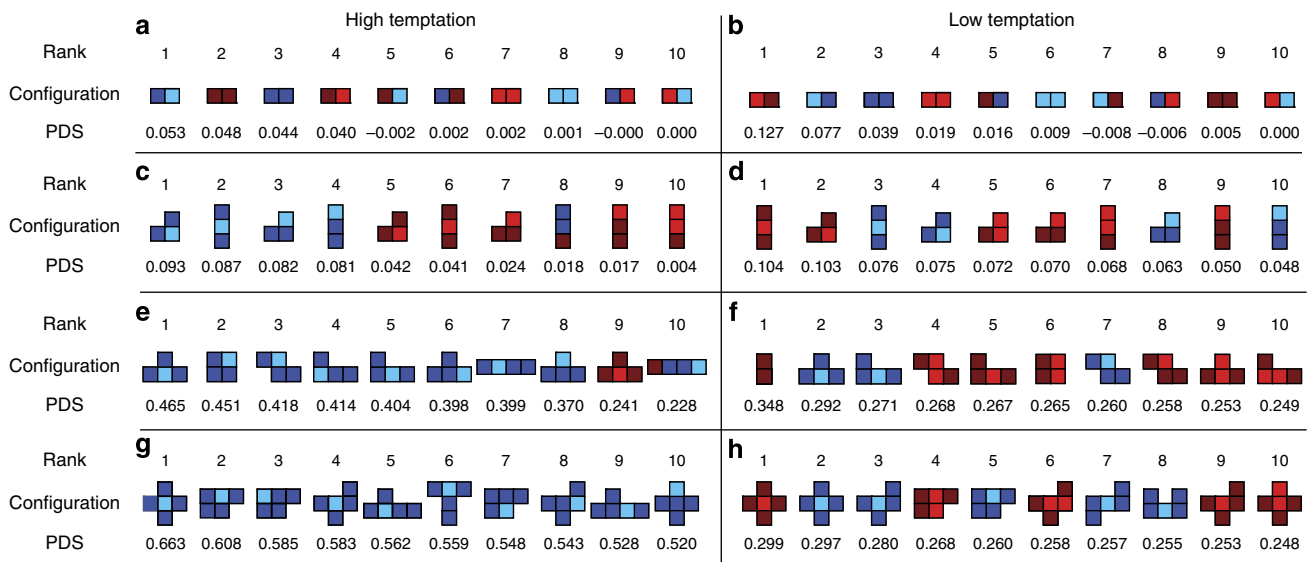 High temptation Low temptation
a b
Rank 1 2 3 4 5 6 7 8 9 10 1 2 3 4 5 6 7 8 9 10
Configuration
PDS 0.053 0.048 0.044 0.040 –0.002 0.002 0.002 0.001 –0.000 0.000 0.127 0.077 0.039 0.019 0.016 0.009 –0.008 –0.006 0.005 0.000
c d
Rank 1 2 3 4 5 6 7 8 9 10 1 2 3 4 5 6 7 8 9 10
Configuration
PDS 0.093 0.087 0.082 0.081 0.042 0.041 0.024 0.018 0.017 0.004 0.104 0.103 0.076 0.075 0.072 0.070 0.068 0.063 0.050 0.048
e f
Rank 1 2 3 4 5 6 7 8 9 10 1 2 3 4 5 6 7 8 9 10
Configuration
PDS 0.465 0.451 0.418 0.414 0.404 0.398 0.399 0.370 0.241 0.228 0.348 0.292 0.271 0.268 0.267 0.265 0.260 0.258 0.253 0.249
g h
Rank 1 2 3 4 5 6 7 8 9 10 1 2 3 4 5 6 7 8 9 10
Configuration
PDS 0.663 0.608 0.585 0.583 0.562 0.559 0.548 0.543 0.528 0.520 0.299 0.297 0.280 0.268 0.260 0.258 0.257 0.255 0.253 0.248